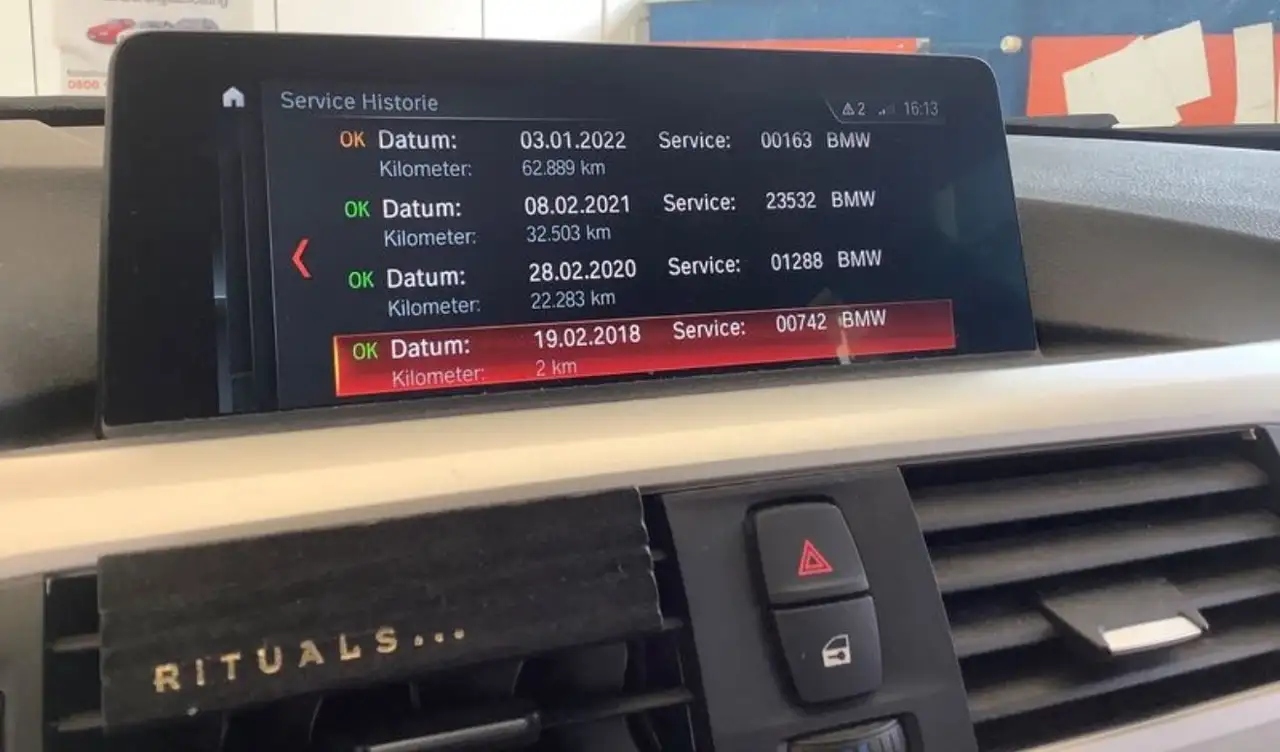 0800
Service Historie
2 16:13
OK Datum: 03.01.2022 Service: 00163 BMW
Kilometer: 62.889 km
OK Datum: 08.02.2021 Service: 23532 BMW
Kilometer: 32.503 km
OK Datum: 28.02.2020 Service: 01288 BMW
Kilometer: 22.283 km
OK Datum: 19.02.2018 Service: 00742 BMW
Kilometer: 2 km
RITUALS...